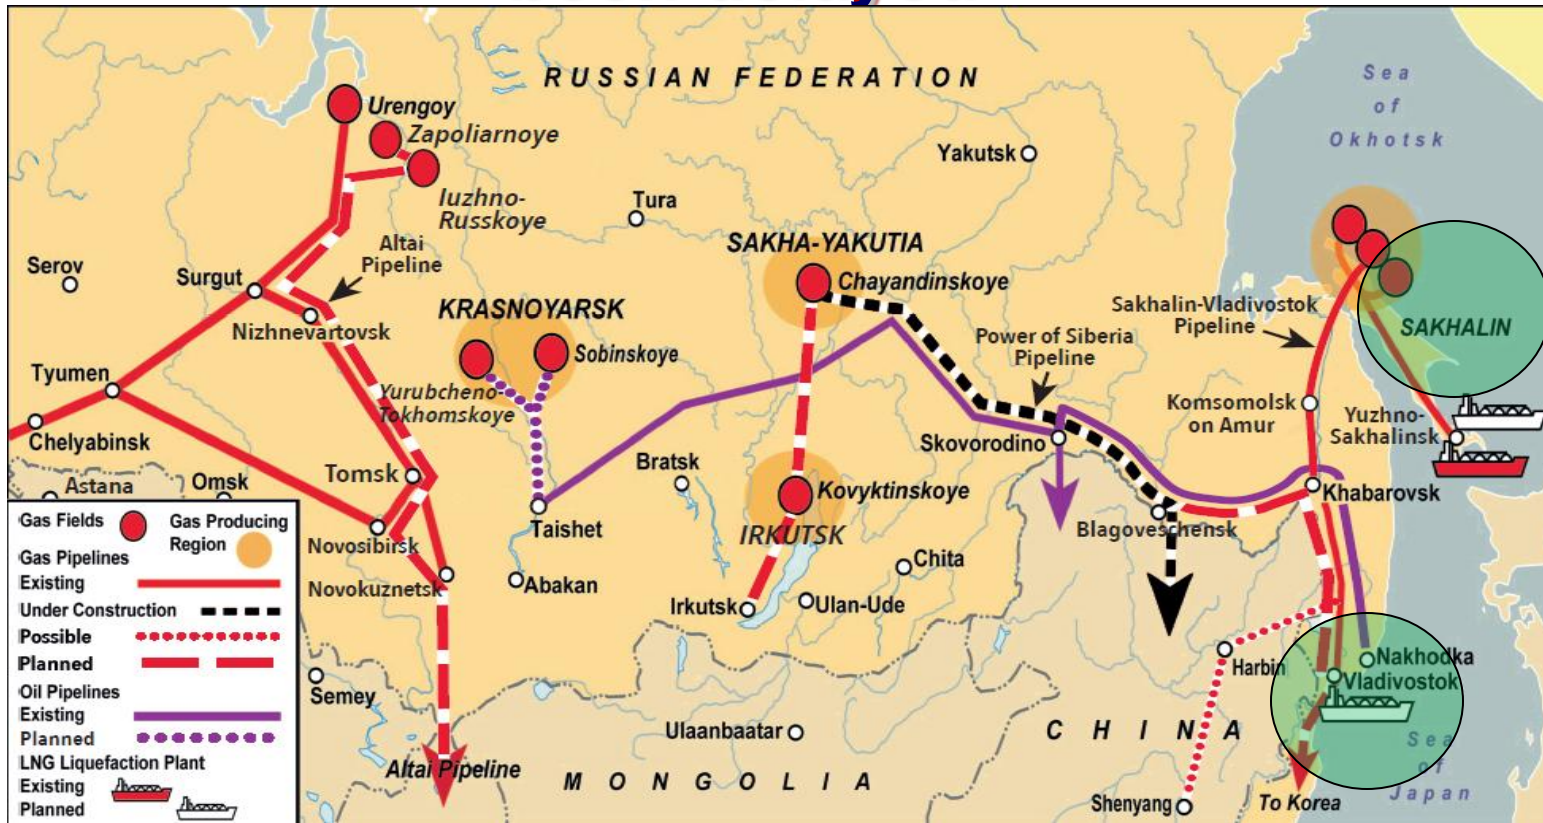 RUSSIAN FEDERATION
Sea
of
Okhotsk
Urengoy
Zapoliarnoye
Iuzhno-
Russkoye
Yakutsk
Tura
Altai
Pipeline
SAKHA-YAKUTIA
Chayandinskoye
Serov
Surgut
Nizhnevartovsk
KRASNOYARSK
Sobinskoye
Yurubcheno-
Tokhomskoye
Power of Siberia
Pipeline
Sakhalin-Vladivostok
Pipeline
SAKHALIN
Tyumen
Chelyabinsk
Komsomolsk
on Amur
Yuzhno-
Sakhalinsk
Skovorodino
Tomsk
Omsk
Astana
Bratsk
Kovyktinskoye
IRKUTSK
Khabarovsk
Taishet
Blagoveschensk
Novosibirsk
Novokuznetsk
Abakan
Chita
Irkutsk
Ulan-Ude
Semey
Harbin
Nakhodka
Vladivostok
Ulaanbaatar
CHINA
Sea
of
Japan
Altai Pipeline
MONGOLIA
Shenyang
To Korea
Gas Fields
Gas Producing
Region
Gas Pipelines
Existing
Under Construction
Possible
Planned
Oil Pipelines
Existing
Planned
LNG Liquefaction Plant
Existing
Planned